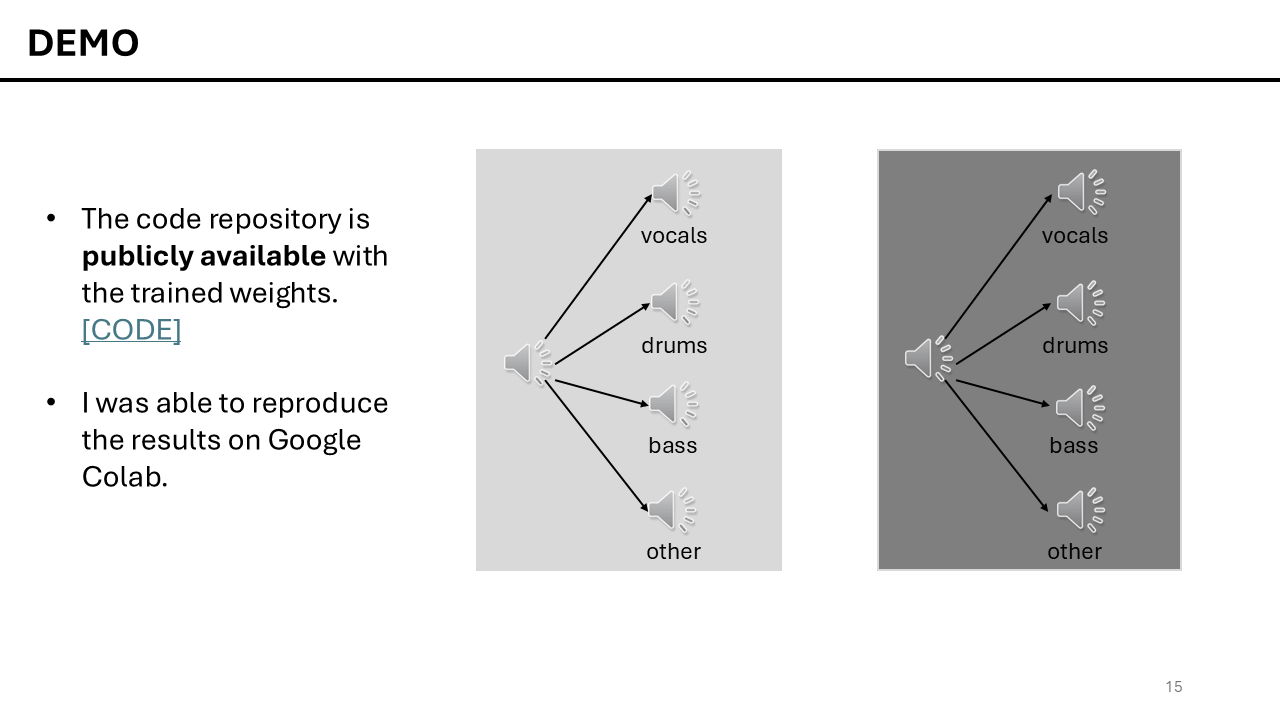 DEMO
• The code repository is
publicly available with
the trained weights.
[CODE]
• I was able to reproduce
the results on Google
Colab.
vocals
drums
bass
other
vocals
drums
bass
other
15